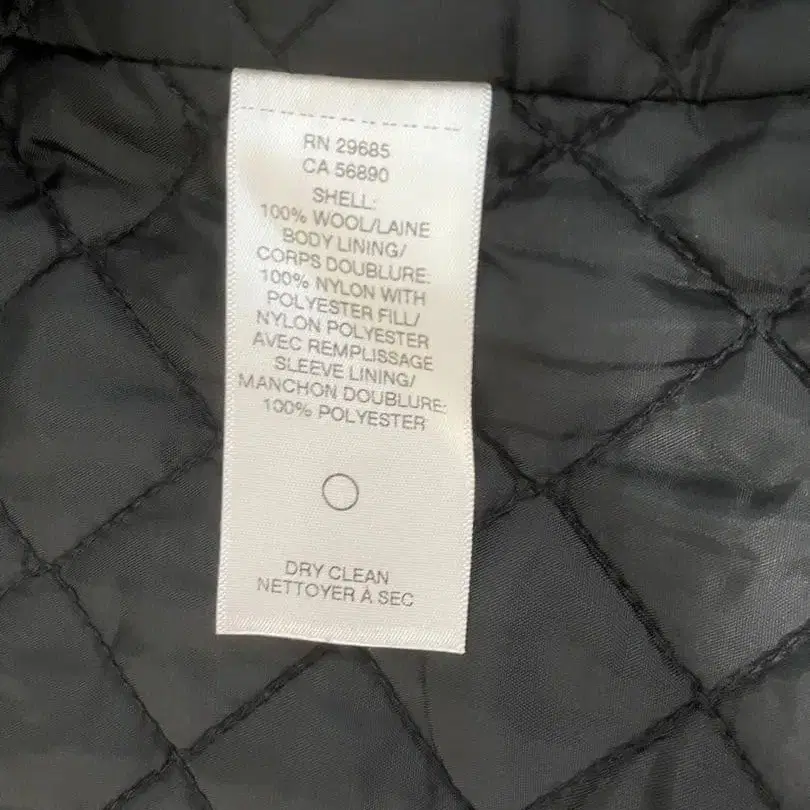 RN 29685
CA 56890
SHELL:
100% WOOL/LAINE
BODY LINING/
CORPS DOUBLURE:
100% NYLON WITH
POLYESTER FILL/
NYLON POLYESTER
AVEC REMPLISSAGE
SLEEVE LINING/
MANCHON DOUBLURE:
100% POLYESTER
DRY CLEAN
NETTOYER À SEC